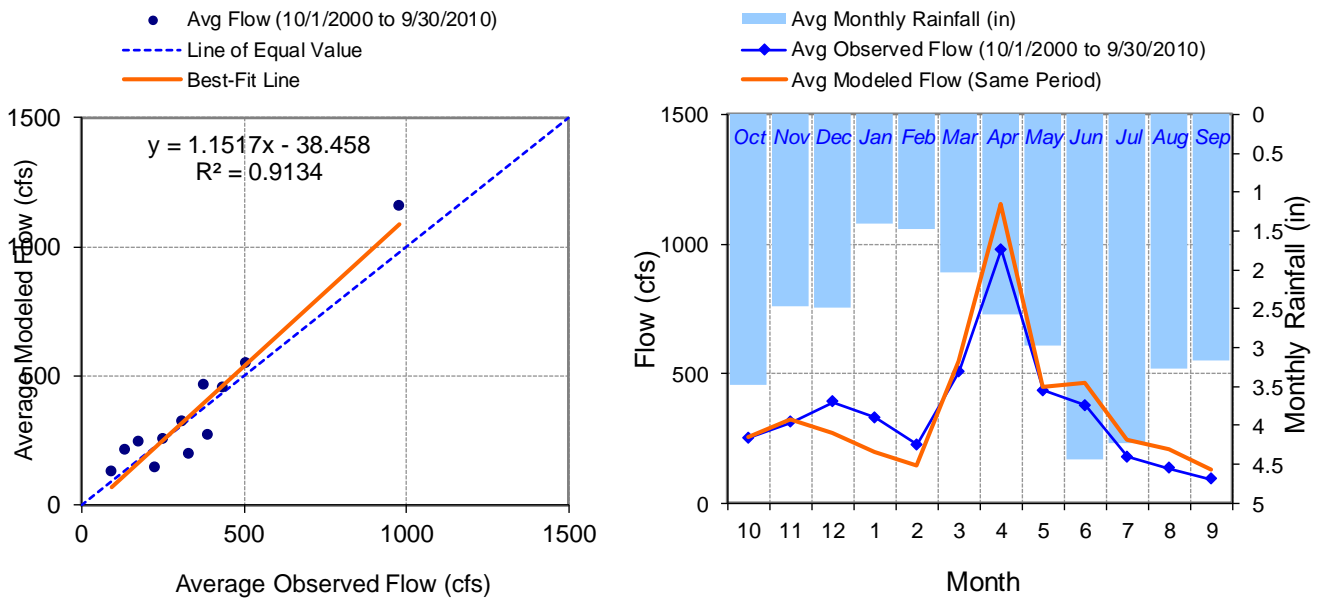 Avg Flow (10/1/2000 to 9/30/2010)
Line of Equal Value
Best-Fit Line
y = 1.1517x - 38.458
R² = 0.9134
1500
1000
500
0
0
500
1000
1500
Average Modeled Flow (cfs)
Average Observed Flow (cfs)
Avg Monthly Rainfall (in)
Avg Observed Flow (10/1/2000 to 9/30/2010)
Avg Modeled Flow (Same Period)
Oct Nov Dec Jan Feb Mar Apr May Jun Jul Aug Sep
1500
1000
500
0
Flow (cfs)
0
0.5
1
1.5
2
2.5
3
3.5
4
4.5
5
Monthly Rainfall (in)
10 11 12 1 2 3 4 5 6 7 8 9
Month